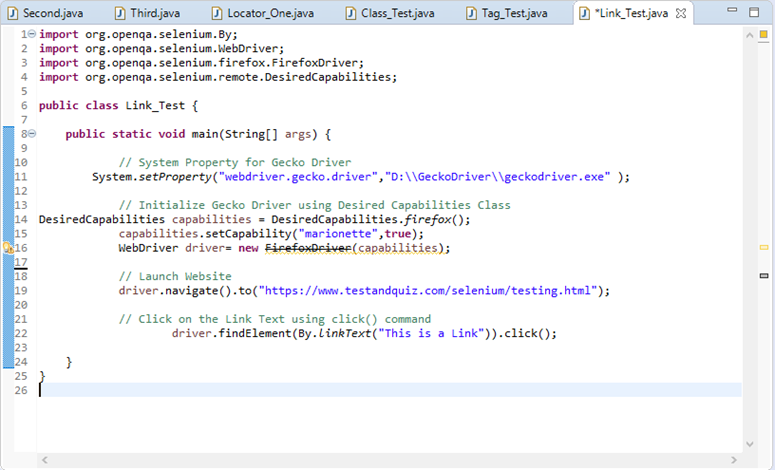 Second.java Third.java Locator_One.java Class_Test.java Tag_Test.java *Link_Test.java
1 import org.openqa.selenium.By;
2 import org.openqa.selenium.WebDriver;
3 import org.openqa.selenium.firefox.FirefoxDriver;
4 import org.openqa.selenium.remote.DesiredCapabilities;
5
6 public class Link_Test {
7
8     public static void main(String[] args) {
9
10             // System Property for Gecko Driver
11         System.setProperty("webdriver.gecko.driver","D:\\GeckoDriver\\geckodriver.exe" );
12
13             // Initialize Gecko Driver using Desired Capabilities Class
14 DesiredCapabilities capabilities = DesiredCapabilities.firefox();
15             capabilities.setCapability("marionette",true);
16             WebDriver driver= new FirefoxDriver(capabilities);
17
18             // Launch Website
19             driver.navigate().to("https://www.testandquiz.com/selenium/testing.html");
20
21             // Click on the Link Text using click() command
22                     driver.findElement(By.linkText("This is a Link")).click();
23
24     }
25 }
26